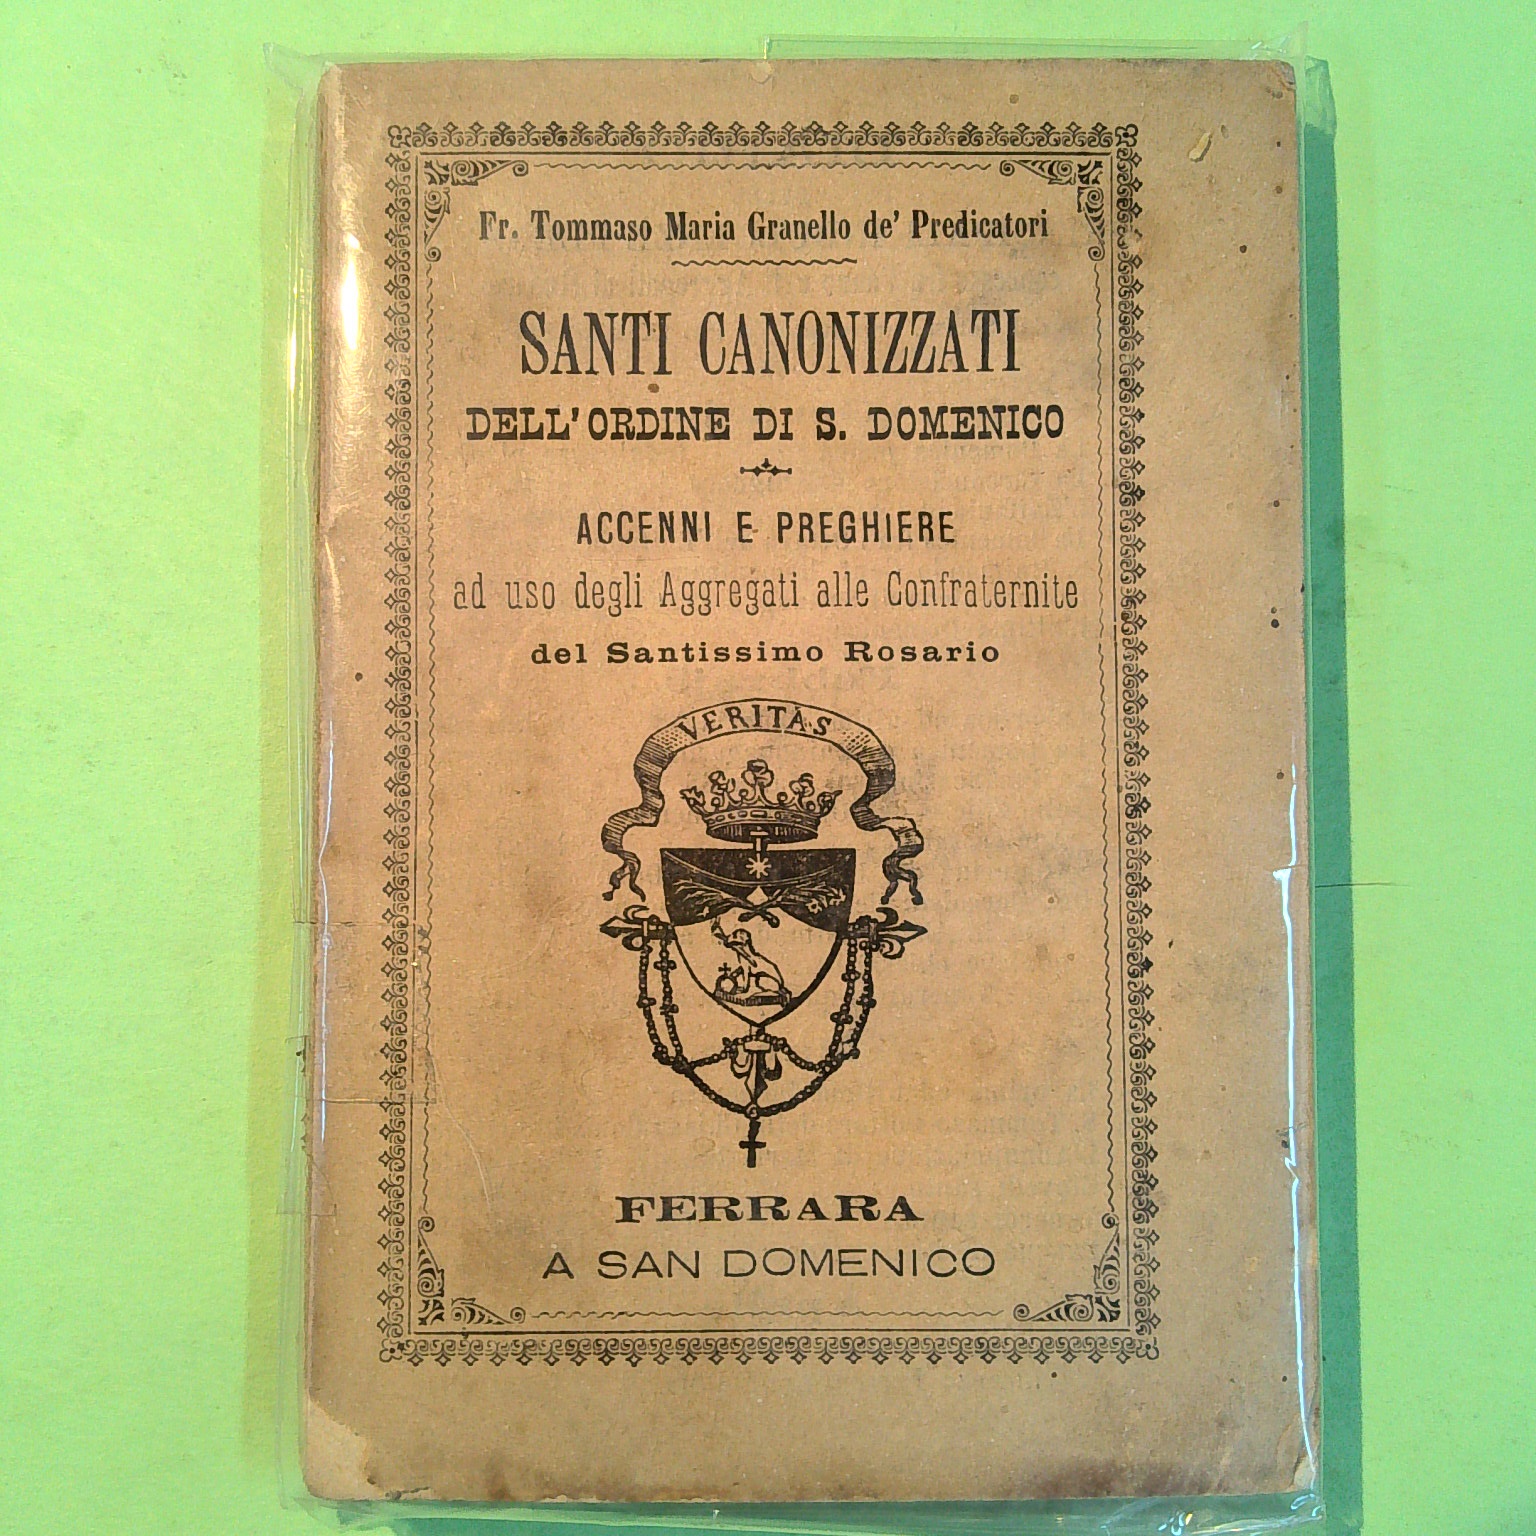 Fr. Tommaso Maria Granello de' Predicatori
SANTI CANONIZZATI
DELL'ORDINE DI S. DOMENICO
ACCENNI E PREGHIERE
ad uso degli Aggregati alle Confraternite
del Santissimo Rosario
VERITAS
FERRARA
A SAN DOMENICO